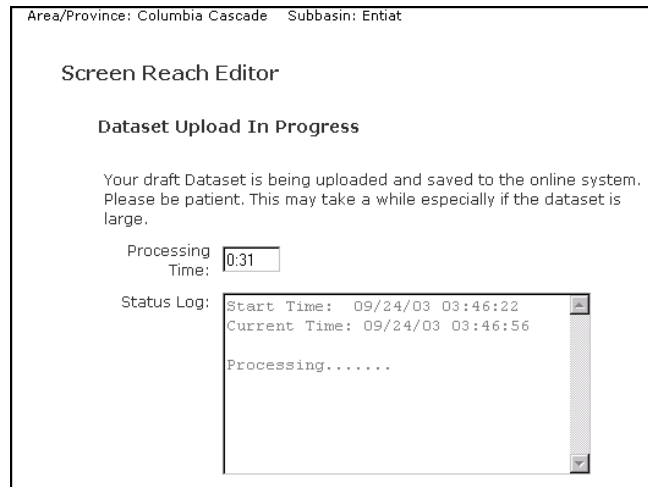 Area/Province: Columbia Cascade Subbasin: Entiat
Screen Reach Editor
Dataset Upload In Progress
Your draft Dataset is being uploaded and saved to the online system.
Please be patient. This may take a while especially if the dataset is
large.
Processing
Time:
0:31
Status Log:
Start Time: 09/24/03 03:46:22
Current Time: 09/24/03 03:46:56
Processing.......